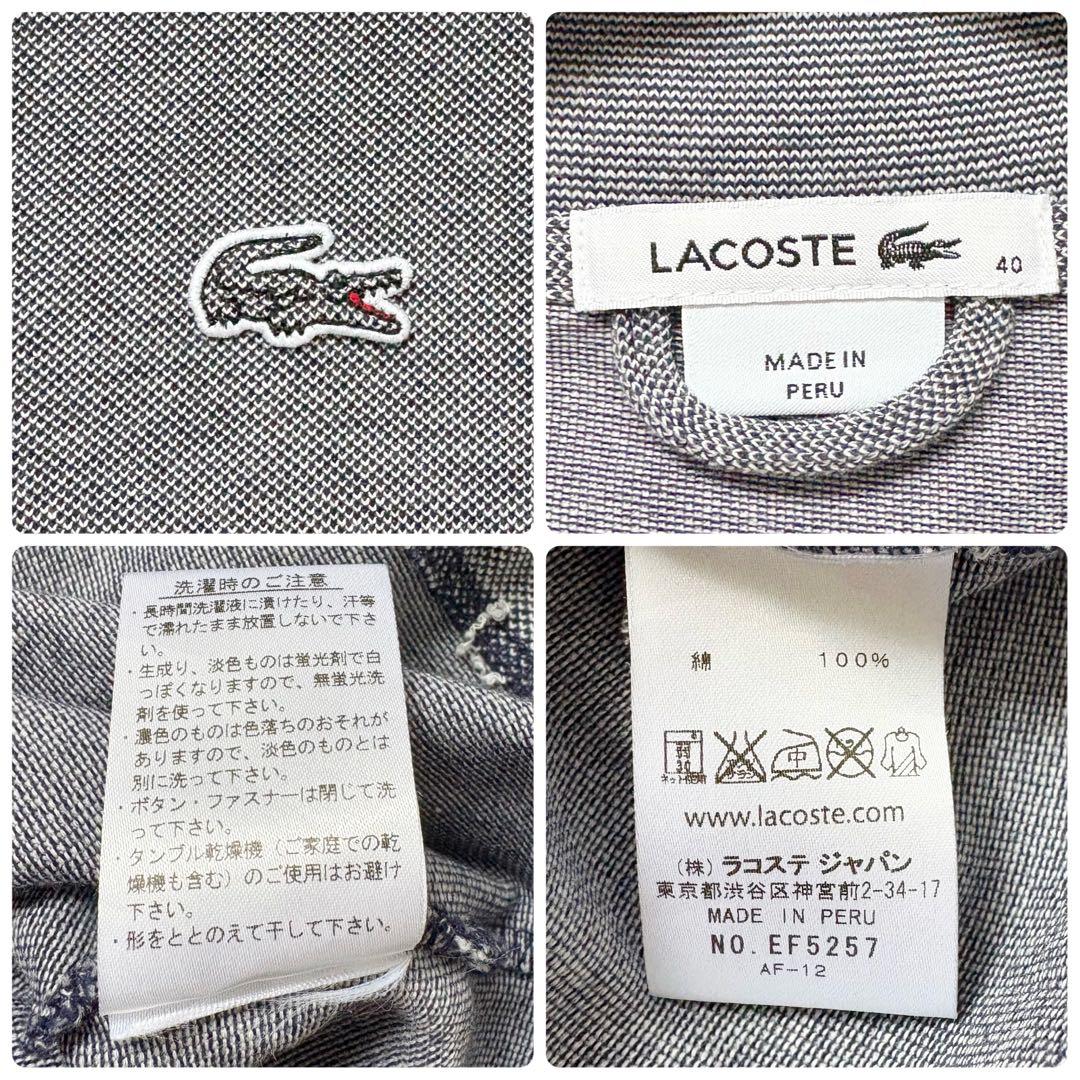 LACOSTE
40
MADE IN
PERU
洗濯時のご注意
・長時間洗濯液に漬けたり、汗等
で濡れたまま放置しないで下さ
い。
・生成り、淡色ものは蛍光剤で白
っぽくなりますので、無蛍光洗
剤を使って下さい。
・濃色のものは色落ちのおそれが
ありますので、淡色のものとは
別に洗って下さい。
・ボタン・ファスナーは閉じて洗
って下さい。
・タンブル乾燥機(ご家庭での乾
燥機も含む)のご使用はお避け
下さい。
・形をととのえて干して下さい。
綿 100%
ネット使用
www.lacoste.com
(株) ラコステ ジャパン
東京都渋谷区神宮前2-34-17
MADE IN PERU
NO. EF5257
AF-12